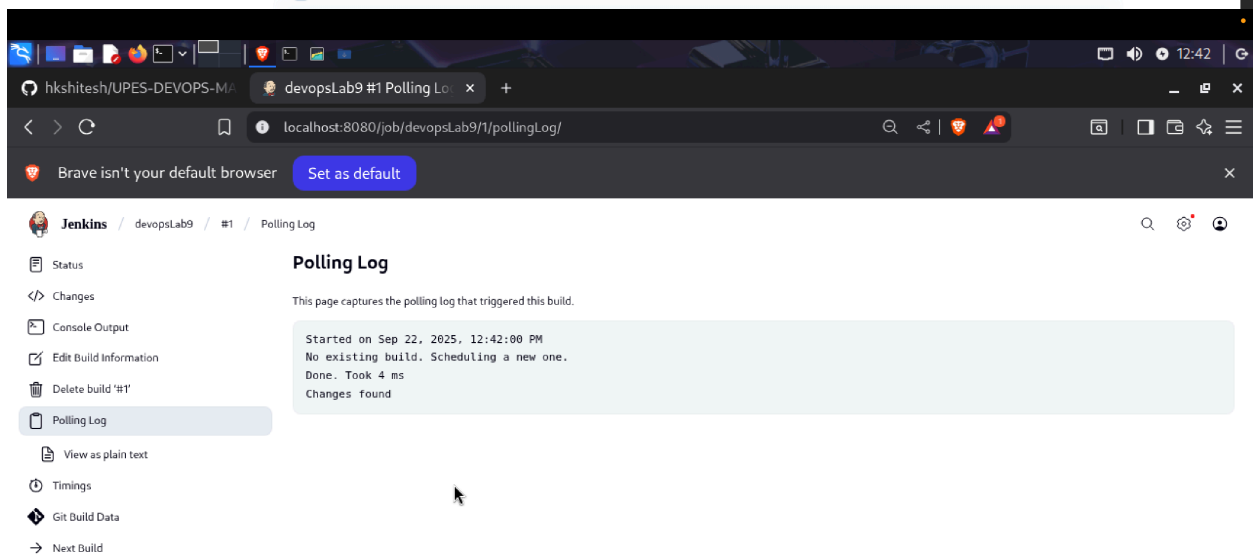 12:42
hkshitesh/UPES-DEVOPS-MA
devopsLab9 #1 Polling Lo
localhost:8080/job/devopsLab9/1/pollingLog/
1
Brave isn't your default browser
Set as default
Jenkins / devopsLab9 / #1 / Polling Log
Status
Changes
Console Output
Edit Build Information
Delete build ‘#1’
Polling Log
View as plain text
Timings
Git Build Data
Next Build
Polling Log
This page captures the polling log that triggered this build.
Started on Sep 22, 2025, 12:42:00 PM
No existing build. Scheduling a new one.
Done. Took 4 ms
Changes found